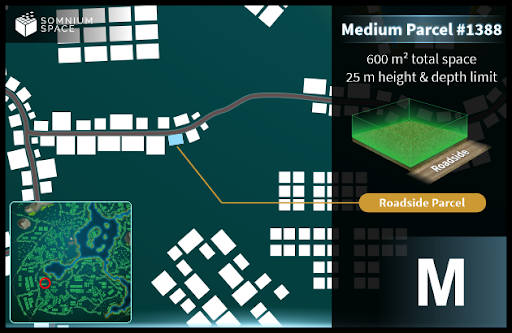 SOMNIUM
SPACE
Medium Parcel #1388
600 m² total space
25 m height & depth limit
Roadside
Roadside Parcel
M